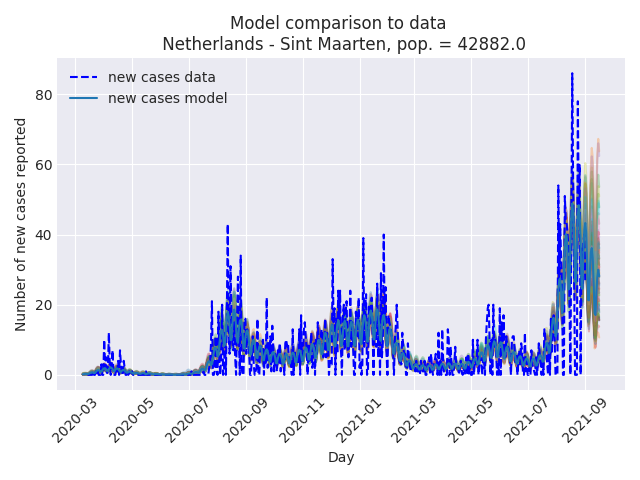 Model comparison to data
Netherlands - Sint Maarten, pop. = 42882.0
new cases data
new cases model
Number of new cases reported
80
60
40
20
0
2020-03
2020-05
2020-07
2020-09
2020-11
2021-01
2021-03
2021-05
2021-07
2021-09
Day